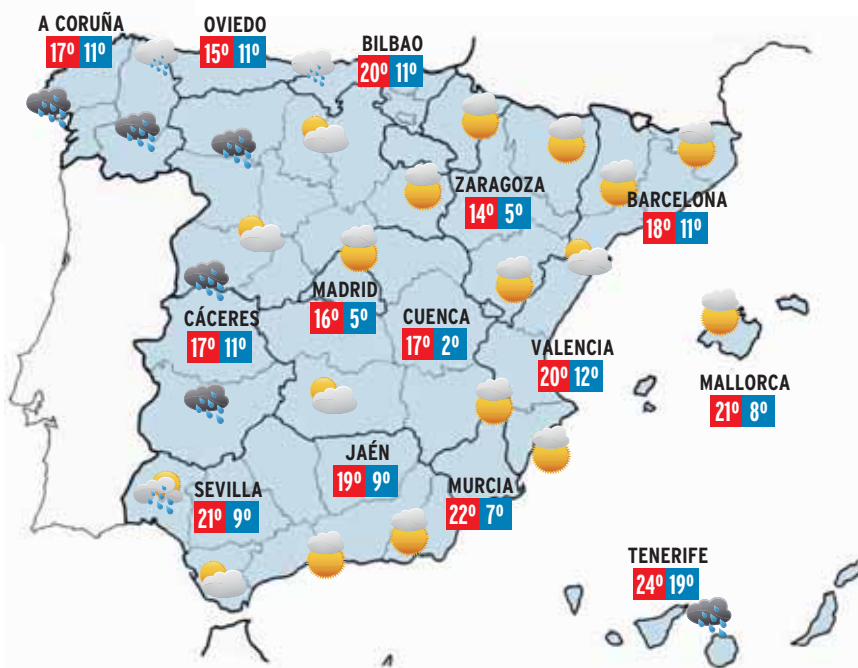 A CORUÑA
17º 11º
OVIEDO
15º 11º
BILBAO
20º 11º
ZARAGOZA
14º 5º
BARCELONA
18º 11º
MADRID
16º 5º
CÁCERES
17º 11º
CUENCA
17º 2º
VALENCIA
20º 12º
MALLORCA
21º 8º
JAÉN
19º 9º
SEVILLA
21º 9º
MURCIA
22º 7º
TENERIFE
24º 19º